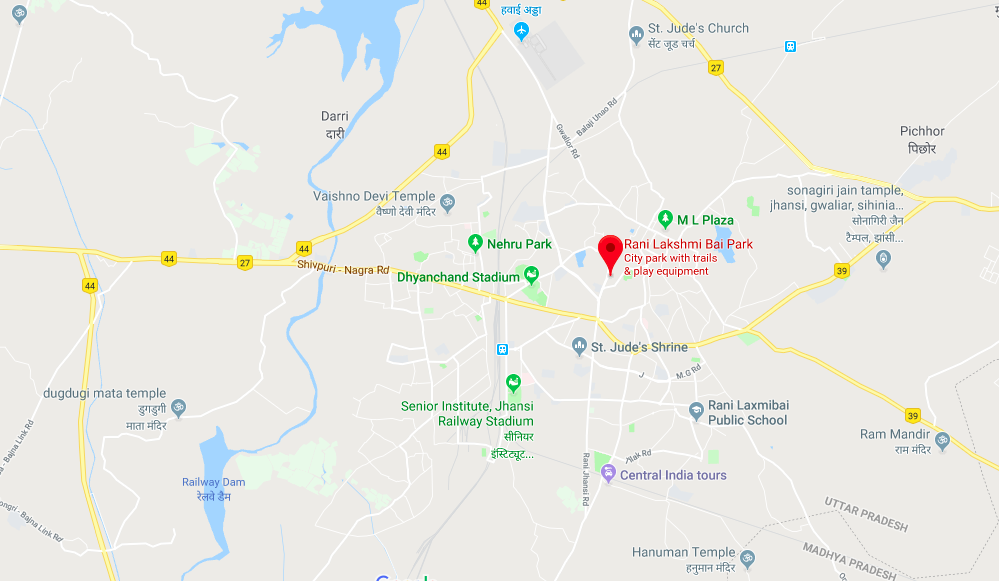 44
हवाई अड्डा
St. Jude's Church
सेंट जूड चर्च
27
Balaji Unao Rd
Gwalior Rd
Darri
दारी
44
Pichhor
पिछोर
Vaishno Devi Temple
वैष्णो देवी मंदिर
sonagiri jain tample,
jhansi, gwaliar, sihinia...
सोनागिरी जैन
टैम्पल, झांसी...
M L Plaza
Nehru Park
Rani Lakshmi Bai Park
City park with trails
& play equipment
44
44
27
Shivpuri - Nagra Rd
Dhyanchand Stadium
39
44
St. Jude's Shrine
M.G Rd
J
dugdugi mata temple
डुगडुगी
माता मंदिर
Senior Institute, Jhansi
Railway Stadium
सीनियर
इंस्टिट्यूट...
Rani Laxmibai
Public School
39
Ram Mandir
राम मंदिर
Bajna Link Rd
Railway Dam
रेलवे डैम
Rani Jhansi Rd
Central India tours
ongri - Bajna Link Rd
UTTAR PRADESH
MADHYA PRADESH
Hanuman Temple
हनुमान मंदिर